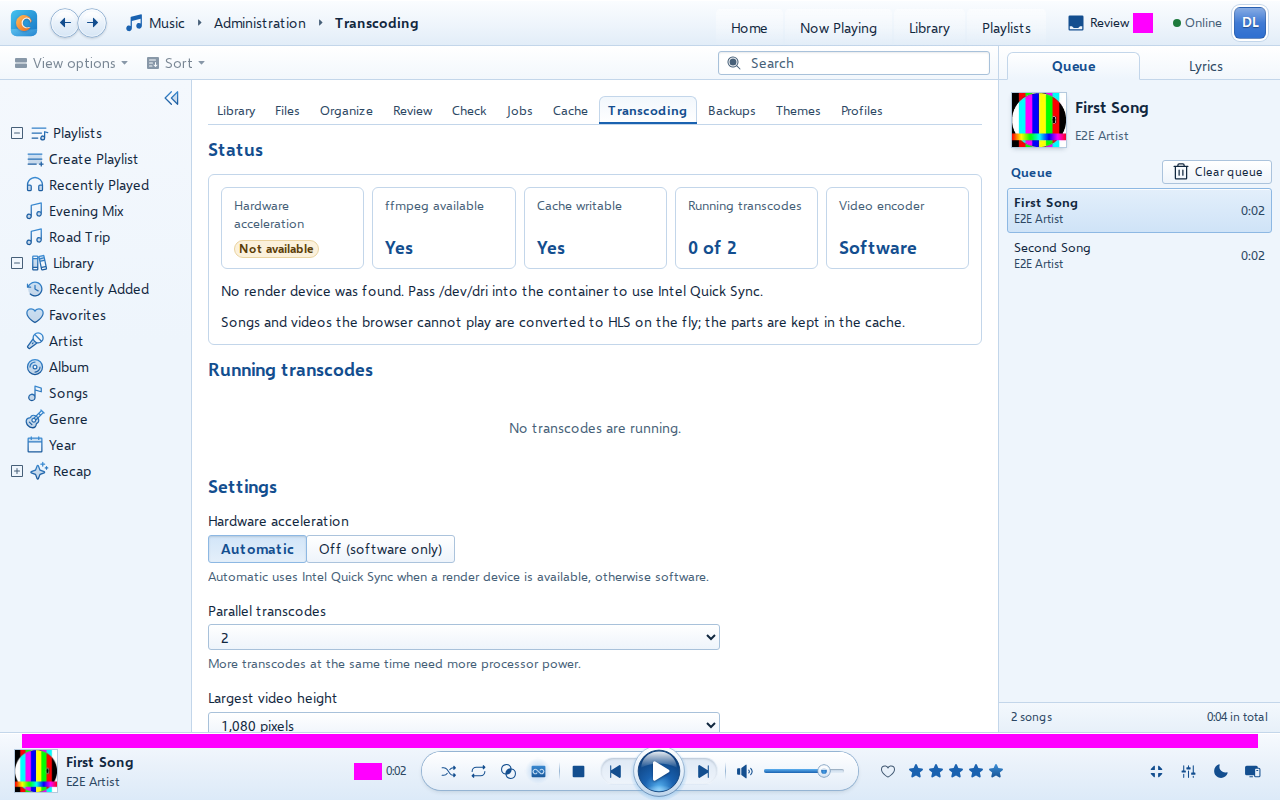 Music
Administration
Transcoding
Home
Now Playing
Library
Playlists
Review
Online
DL
View options
Sort
Search
Queue
Lyrics
Playlists
Create Playlist
Recently Played
Evening Mix
Road Trip
Library
Recently Added
Favorites
Artist
Album
Songs
Genre
Year
Recap
Library
Files
Organize
Review
Check
Jobs
Cache
Transcoding
Backups
Themes
Profiles
Status
Hardware
acceleration
Not available
ffmpeg available
Yes
Cache writable
Yes
Running transcodes
0 of 2
Video encoder
Software
No render device was found. Pass /dev/dri into the container to use Intel Quick Sync.
Songs and videos the browser cannot play are converted to HLS on the fly; the parts are kept in the cache.
Running transcodes
No transcodes are running.
Settings
Hardware acceleration
Automatic
Off (software only)
Automatic uses Intel Quick Sync when a render device is available, otherwise software.
Parallel transcodes
2
More transcodes at the same time need more processor power.
Largest video height
1,080 pixels
First Song
E2E Artist
Queue
Clear queue
First Song
E2E Artist
0:02
Second Song
E2E Artist
0:02
2 songs
0:04 in total
First Song
E2E Artist
0:02